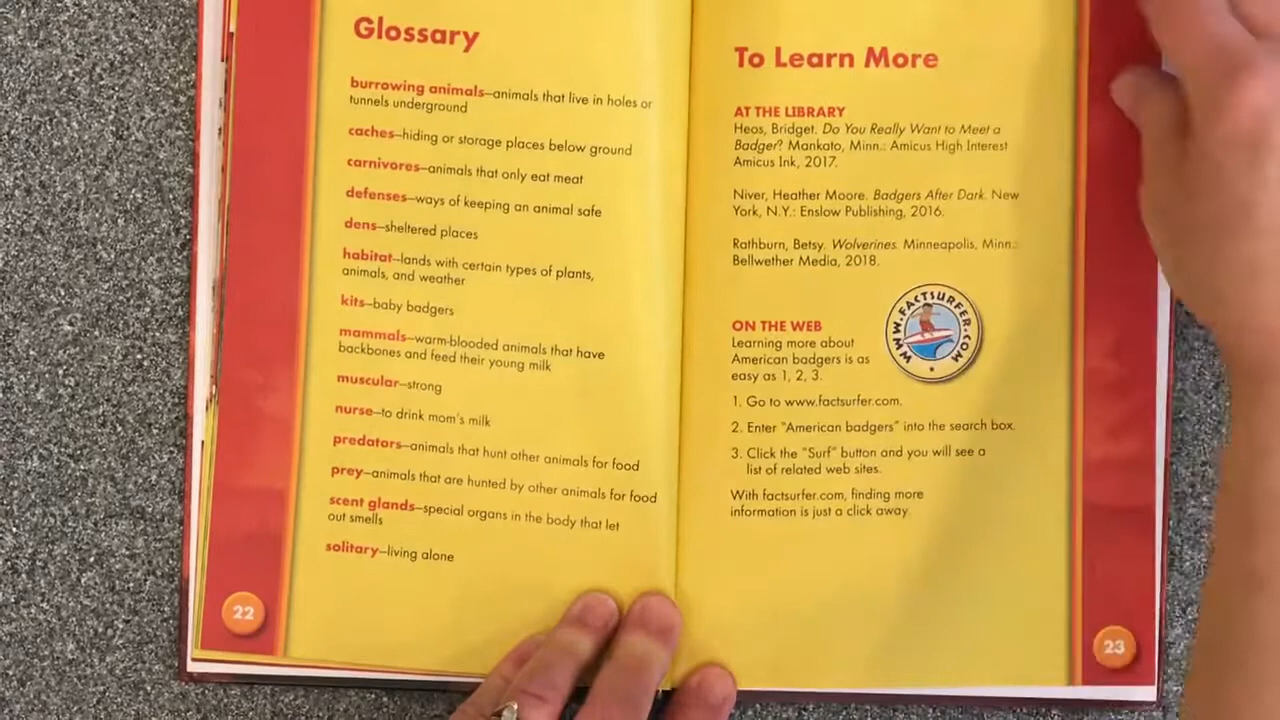 Glossary
burrowing animals–animals that live in holes or
tunnels underground
caches–hiding or storage places below ground
carnivores–animals that only eat meat
defenses–ways of keeping an animal safe
dens–sheltered places
habitat–lands with certain types of plants,
animals, and weather
kits–baby badgers
mammals–warm-blooded animals that have
backbones and feed their young milk
muscular–strong
nurse–to drink mom's milk
predators–animals that hunt other animals for food
prey–animals that are hunted by other animals for food
scent glands–special organs in the body that let
out smells
solitary–living alone
22
To Learn More
AT THE LIBRARY
Heos, Bridget. Do You Really Want to Meet a
Badger? Mankato, Minn.: Amicus High Interest
Amicus Ink, 2017.
Niver, Heather Moore. Badgers After Dark. New
York, N.Y.: Enslow Publishing, 2016.
Rathburn, Betsy. Wolverines. Minneapolis, Minn.:
Bellwether Media, 2018.
ON THE WEB
Learning more about
American badgers is as
easy as 1, 2, 3.
WWW.FACTSURFER.COM
1. Go to www.factsurfer.com.
2. Enter "American badgers" into the search box.
3. Click the "Surf" button and you will see a
list of related web sites.
With factsurfer.com, finding more
information is just a click away.
23